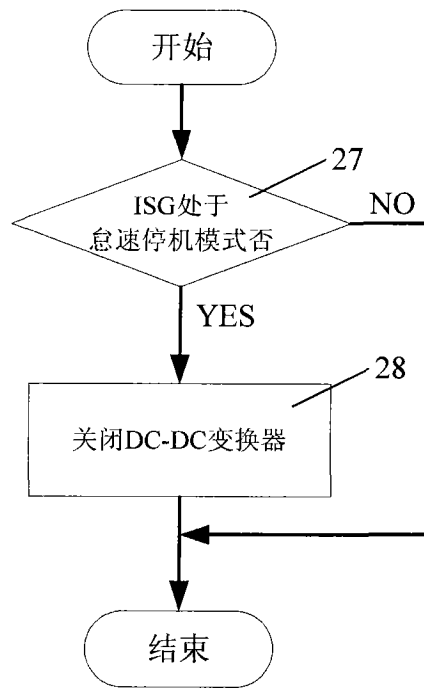 开始
27
ISG处于
怠速停机模式否
NO
YES
28
关闭DC-DC变换器
结束